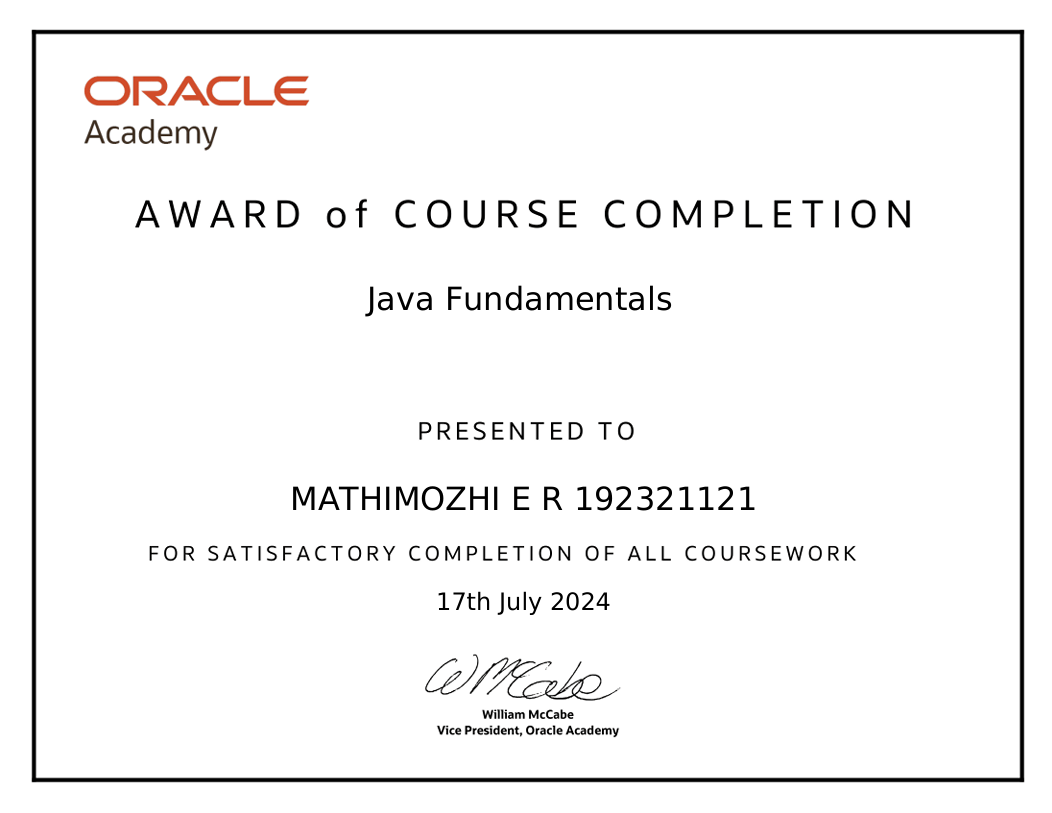 ORACLE
Academy
AWARD of COURSE COMPLETION
Java Fundamentals
PRESENTED TO
MATHIMOZHI E R 192321121
FOR SATISFACTORY COMPLETION OF ALL COURSEWORK
17th July 2024
W McCabe
William McCabe
Vice President, Oracle Academy